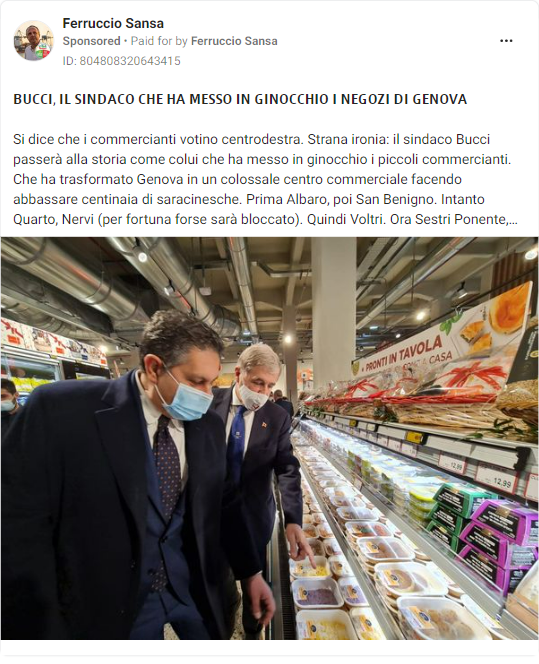 Ferruccio Sansa
Sponsored • Paid for by Ferruccio Sansa
ID: 804808320643415
BUCCI, IL SINDACO CHE HA MESSO IN GINOCCHIO I NEGOZI DI GENOVA
Si dice che i commercianti votino centrodestra. Strana ironia: il sindaco Bucci
passerà alla storia come colui che ha messo in ginocchio i piccoli commercianti.
Che ha trasformato Genova in un colossale centro commerciale facendo
abbassare centinaia di saracinesche. Prima Albaro, poi San Benigno. Intanto
Quarto, Nervi (per fortuna forse sarà bloccato). Quindi Voltri. Ora Sestri Ponente,...
PRONTI IN TAVOLA
A CASA
12,99
12,99